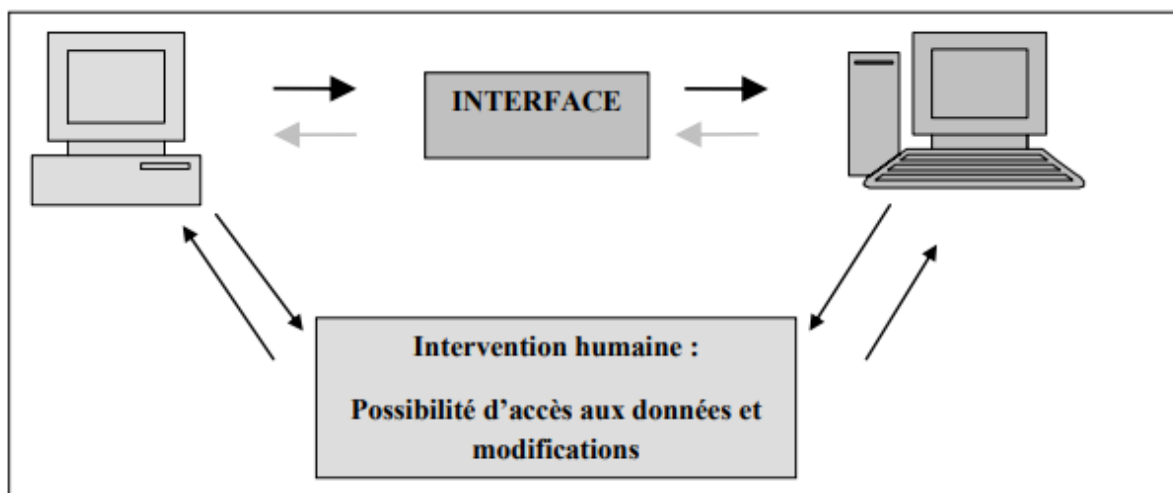 INTERFACE
Intervention humaine :
Possibilité d'accès aux données et
modifications